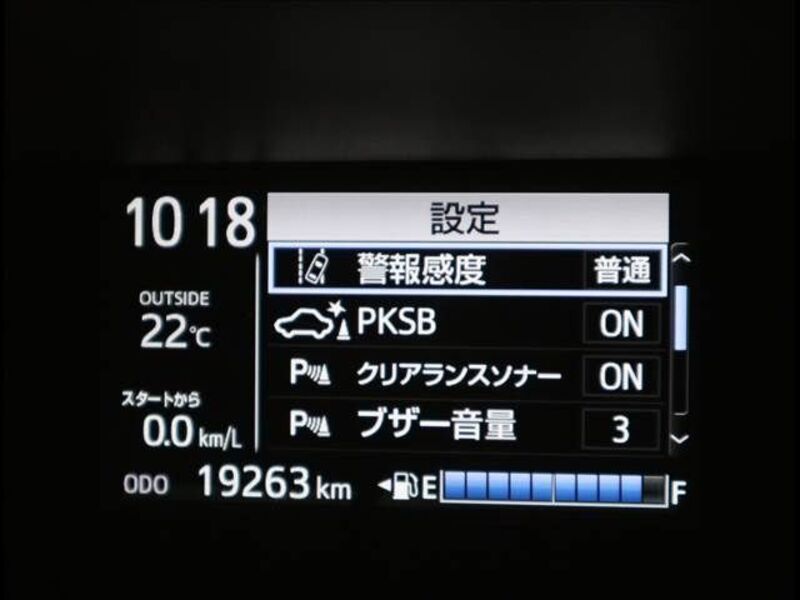 10 18
設定
警報感度 普通
PKSB ON
P クリアランスソナー ON
P ブザー音量 3
OUTSIDE
22℃
スタートから
0.0 km/L
ODO 19263 km E F